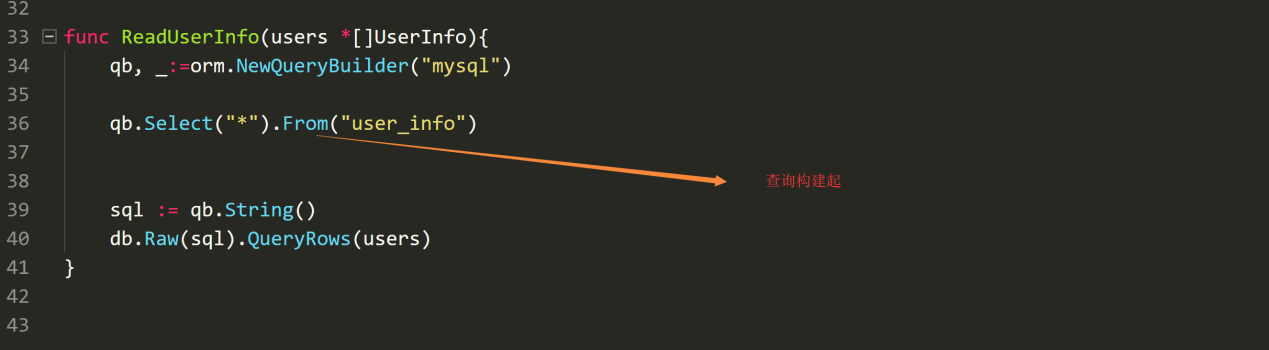 32
33 func ReadUserInfo(users *[]UserInfo){
34 qb, _:=orm.NewQueryBuilder("mysql")
35
36 qb.Select("*").From("user_info")
37
38 查询构建起
39 sql := qb.String()
40 db.Raw(sql).QueryRows(users)
41 }
42
43